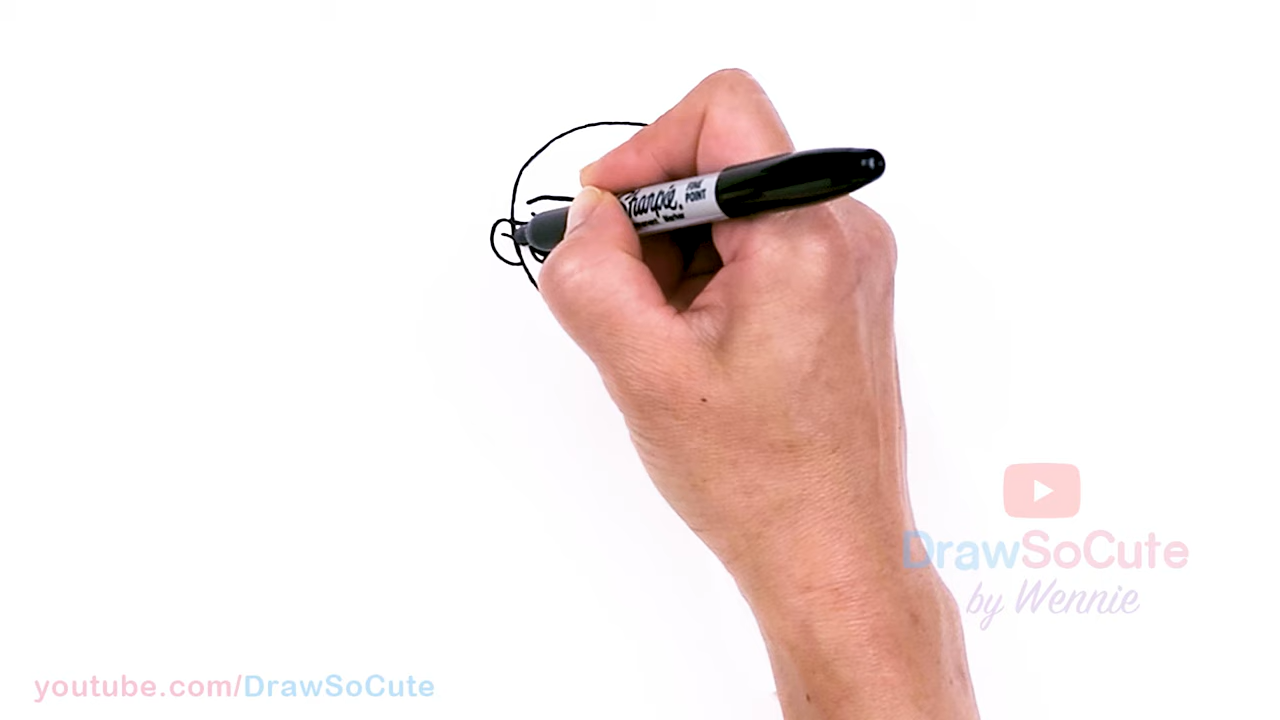 Sharpie.
FINE
POINT
DrawSoCute
by Wennie
youtube.com/DrawSoCute